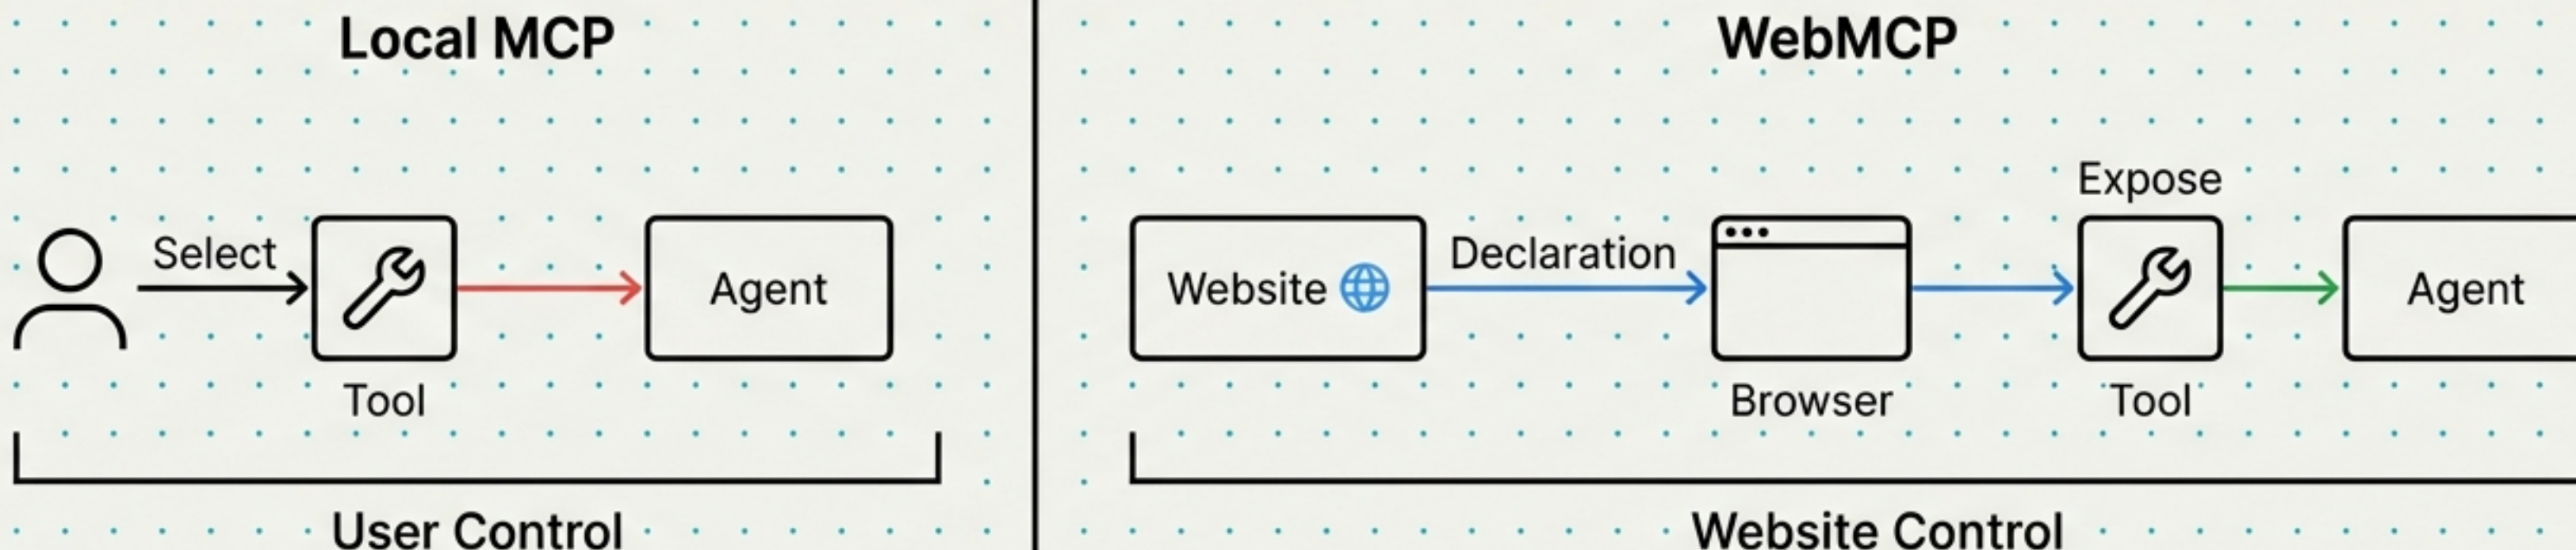 Local MCP
Select
Tool
Agent
User Control
WebMCP
Website
Declaration
Browser
Expose
Tool
Agent
Website Control